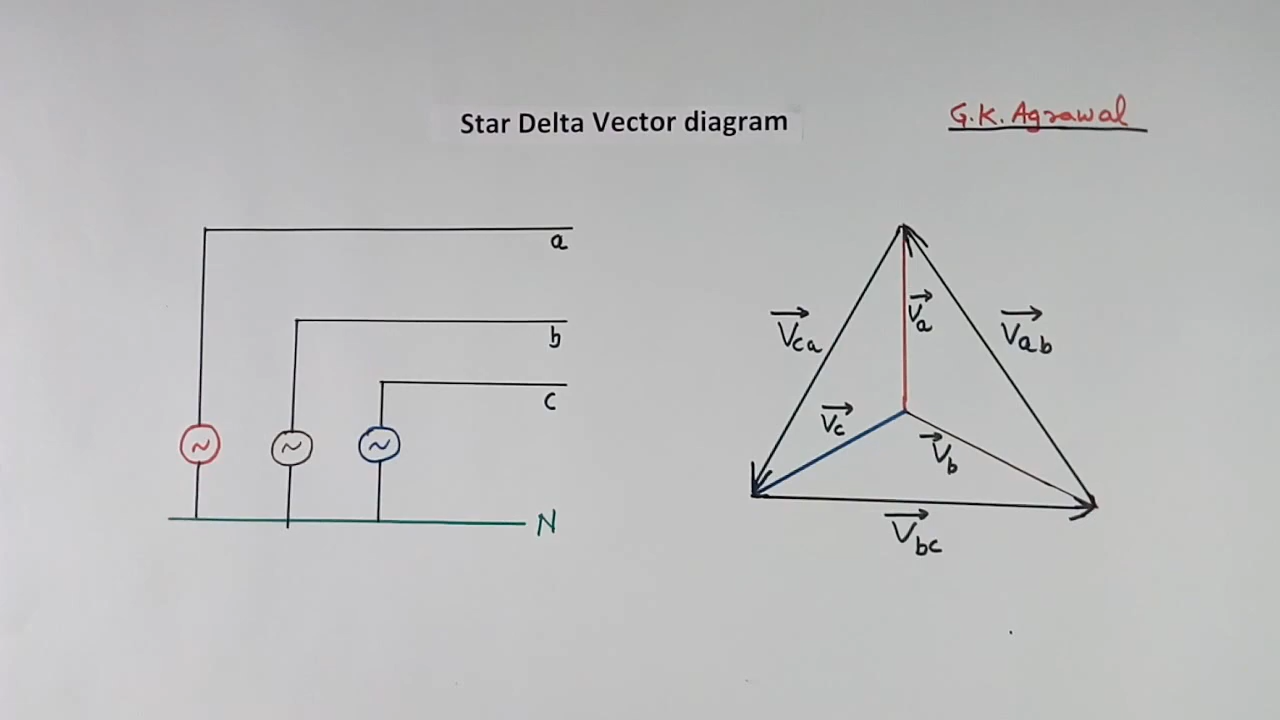 Star Delta Vector diagram
G.K. Agrawal
a
b
c
~
~
~
N
Va
Vca
Vab
Vc
Vb
Vbc